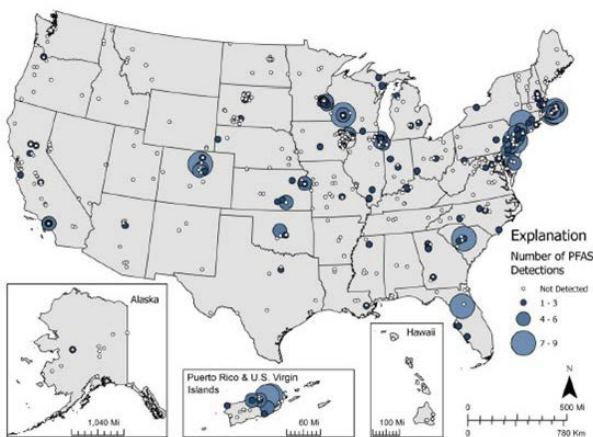 Explanation
Number of PFAS
Detections
Not Detected
1 - 3
4 - 6
7 - 9
Alaska
1,040 Mi
Puerto Rico & U.S. Virgin
Islands
60 Mi
Hawaii
100 Mi
N
0 500 Mi
0 780 Km